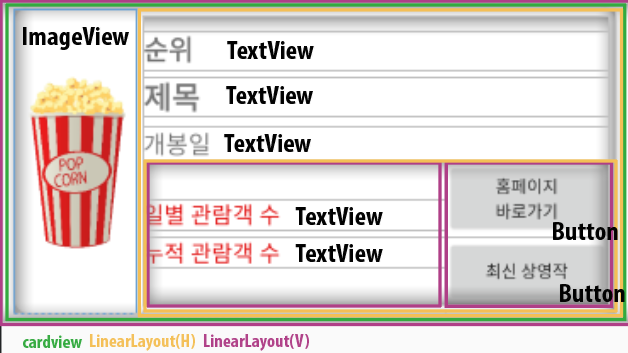 ImageView
순위 TextView
제목 TextView
개봉일 TextView
POP
CORN
일별 관람객 수 TextView
누적 관람객 수 TextView
홈페이지
바로가기
Button
최신 상영작
Button
cardview LinearLayout(H) LinearLayout(V)